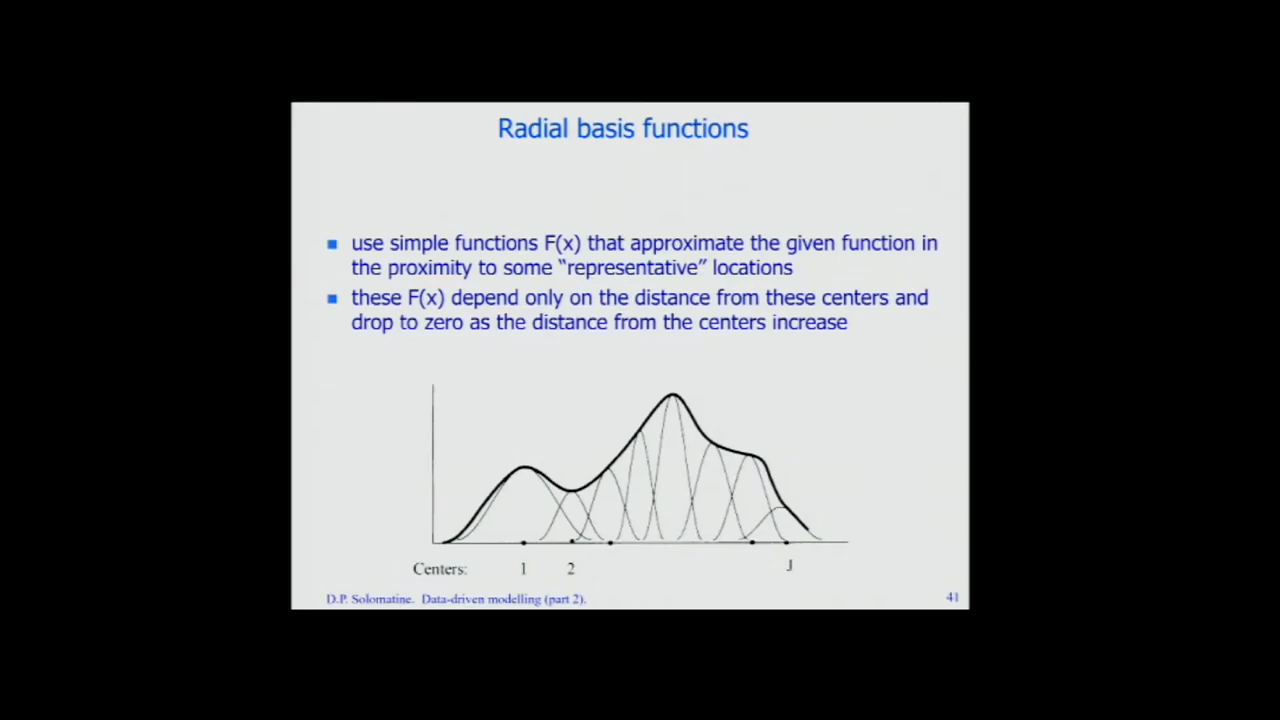 Radial basis functions
use simple functions F(x) that approximate the given function in
the proximity to some “representative” locations
these F(x) depend only on the distance from these centers and
drop to zero as the distance from the centers increase
Centers: 1 2 J
D.P. Solomatine. Data-driven modelling (part 2). 41